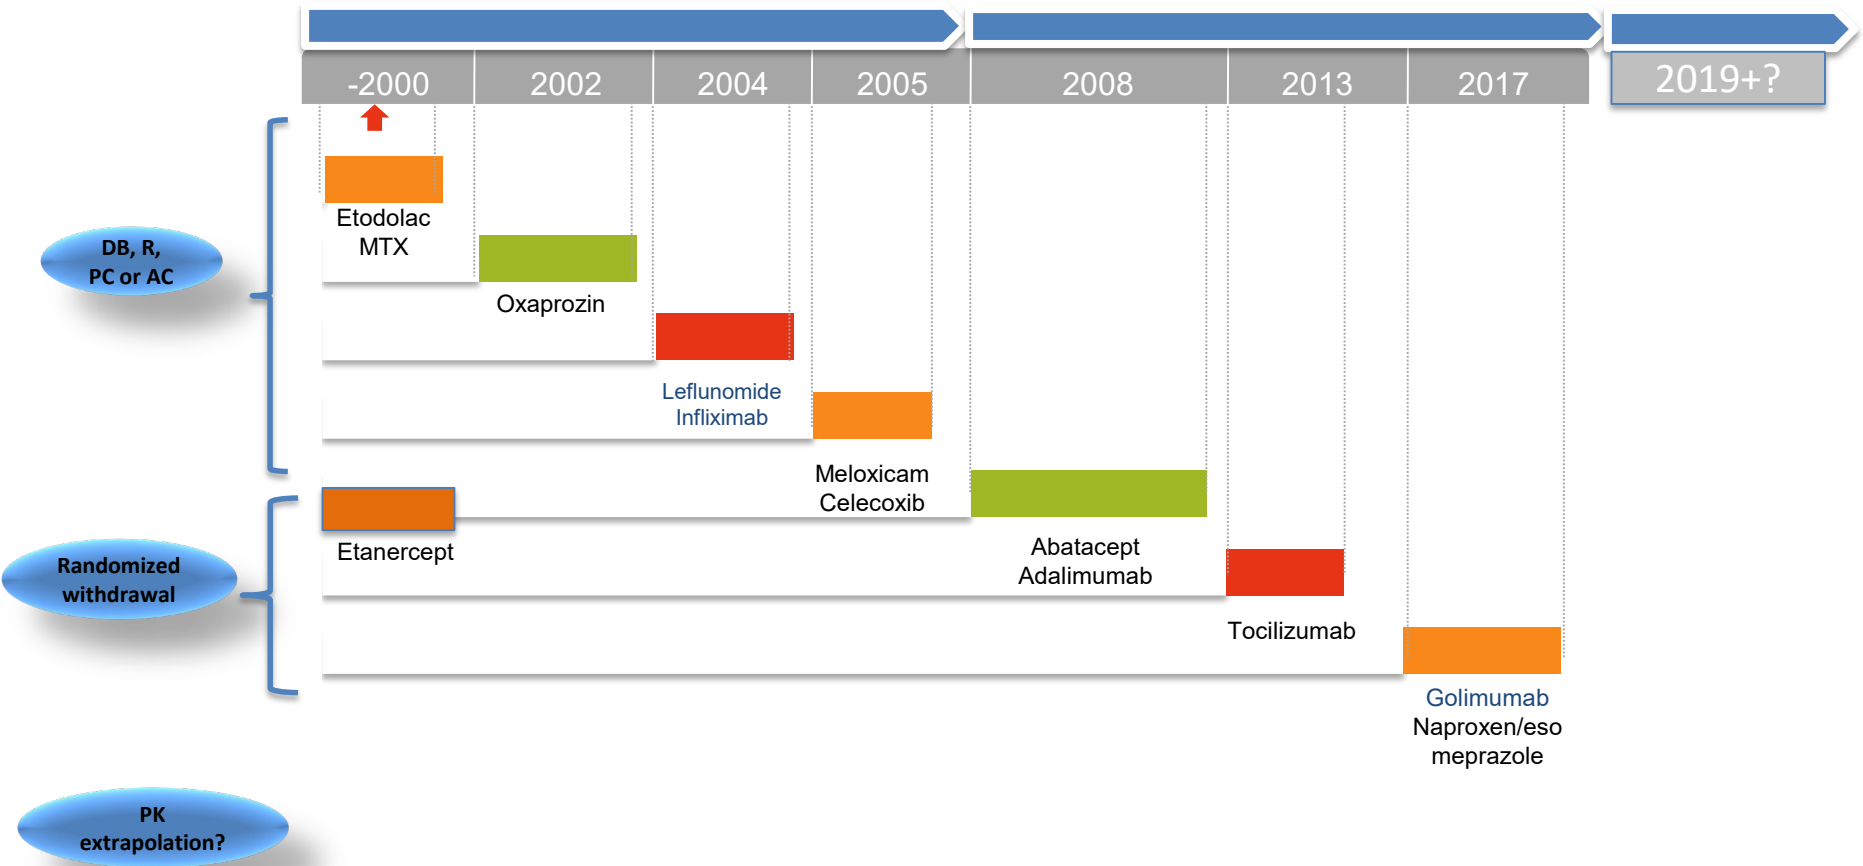 -2000
2002
2004
2005
2008
2013
2017
2019+?
DB, R,
PC or AC
Etodolac
MTX
Oxaprozin
Leflunomide
Infliximab
Meloxicam
Celecoxib
Randomized
withdrawal
Etanercept
Abatacept
Adalimumab
Tocilizumab
Golimumab
Naproxen/eso
meprazole
PK
extrapolation?